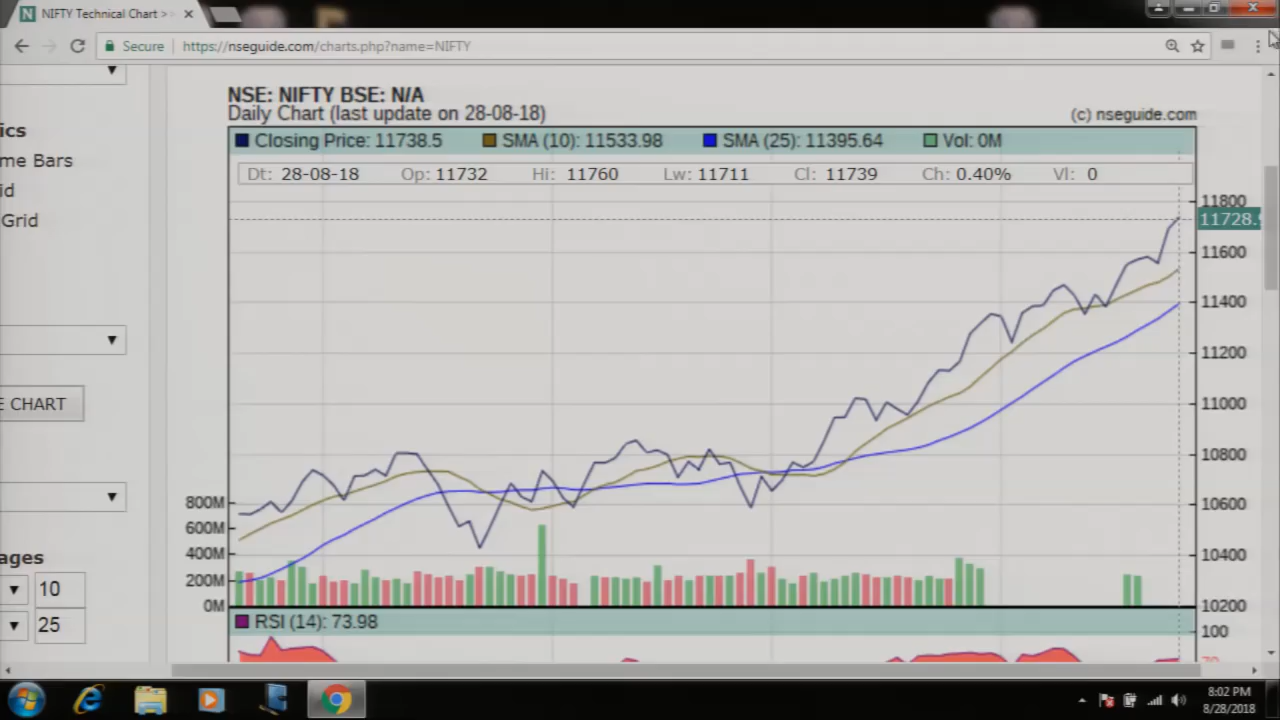 NIFTY Technical Chart >
Secure https://nseguide.com/charts.php?name=NIFTY
NSE: NIFTY BSE: N/A
Daily Chart (last update on 28-08-18)
(c) nseguide.com
Closing Price: 11738.5 SMA (10): 11533.98 SMA (25): 11395.64 Vol: 0M
Dt: 28-08-18 Op: 11732 Hi: 11760 Lw: 11711 Cl: 11739 Ch: 0.40% Vl: 0
ics
me Bars
id
Grid
E CHART
ages
10
25
11800
11728.
11600
11400
11200
11000
10800
10600
10400
10200
800M
600M
400M
200M
0M
RSI (14): 73.98
100
70
8:02 PM
8/28/2018